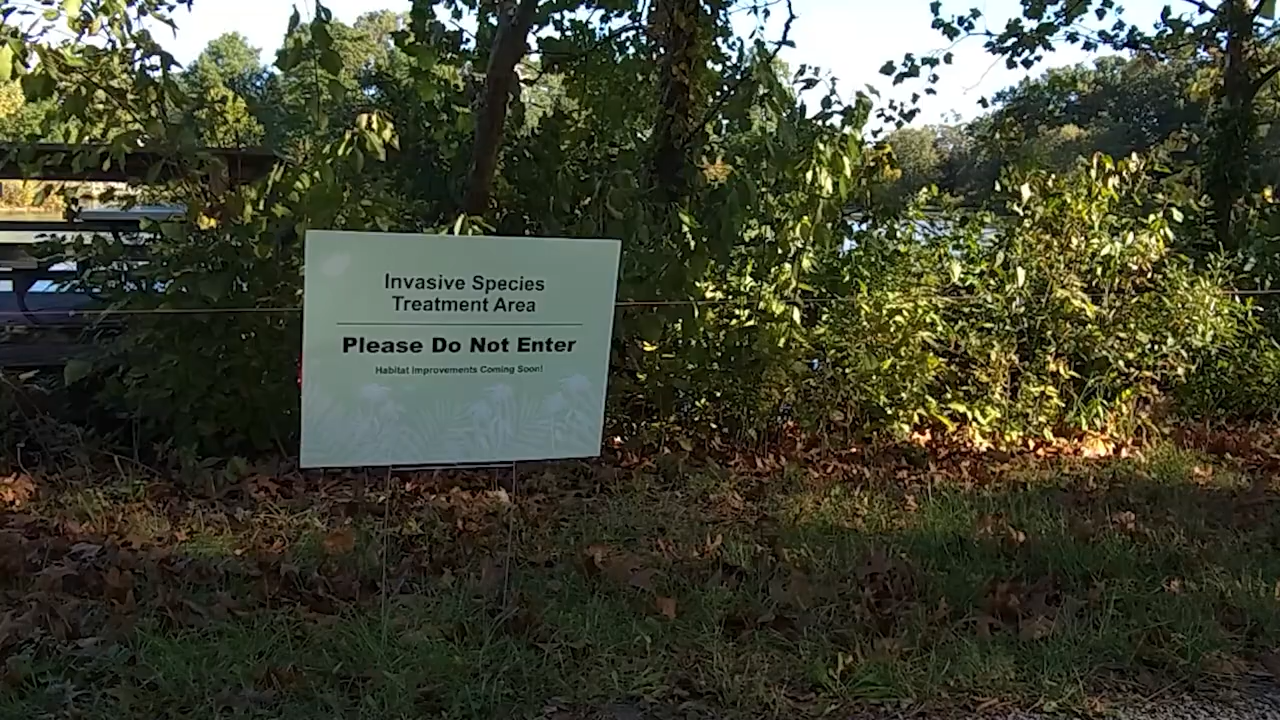 Invasive Species
Treatment Area
Please Do Not Enter
Habitat Improvements Coming Soon!